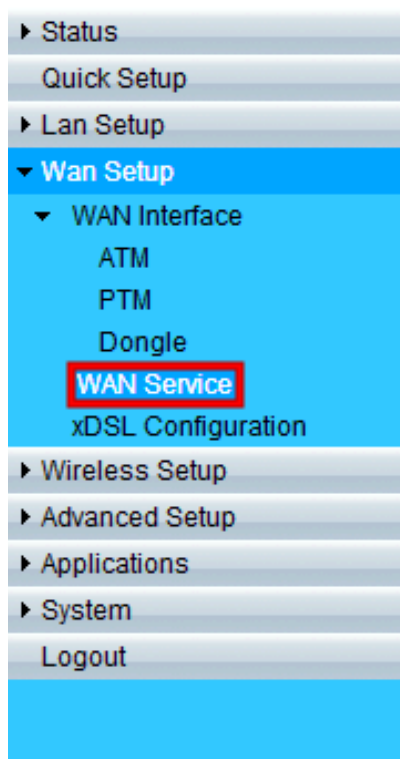 Status
Quick Setup
Lan Setup
Wan Setup
WAN Interface
ATM
PTM
Dongle
WAN Service
xDSL Configuration
Wireless Setup
Advanced Setup
Applications
System
Logout